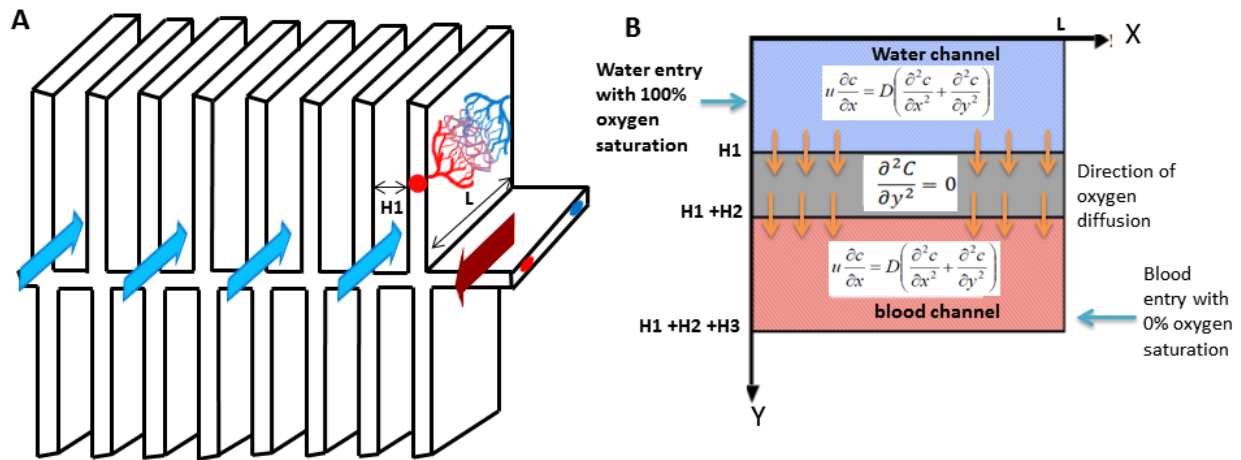 A
H1
L
B
L
X
Water channel
u ∂c/∂x = D(∂²c/∂x² + ∂²c/∂y²)
Water entry
with 100%
oxygen
saturation
H1
∂²C/∂y² = 0
Direction of
oxygen
diffusion
H1 +H2
u ∂c/∂x = D(∂²c/∂x² + ∂²c/∂y²)
blood channel
Blood
entry with
0% oxygen
saturation
H1 +H2 +H3
Y